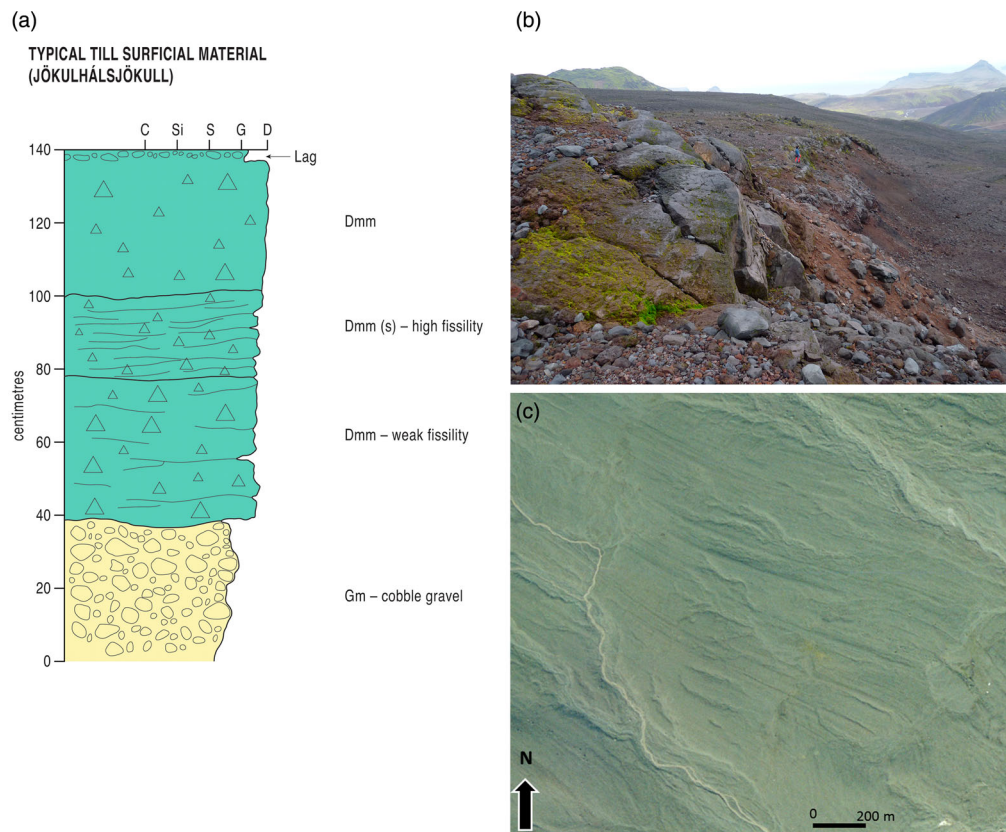 (a)
TYPICAL TILL SURFICIAL MATERIAL
(JÖKULHÁLSJÖKULL)
C Si S G D
140
Lag
120
Dmm
100
Dmm (s) – high fissility
80
centimetres
Dmm – weak fissility
60
40
20
Gm – cobble gravel
0
(b)
(c)
N
0 200 m